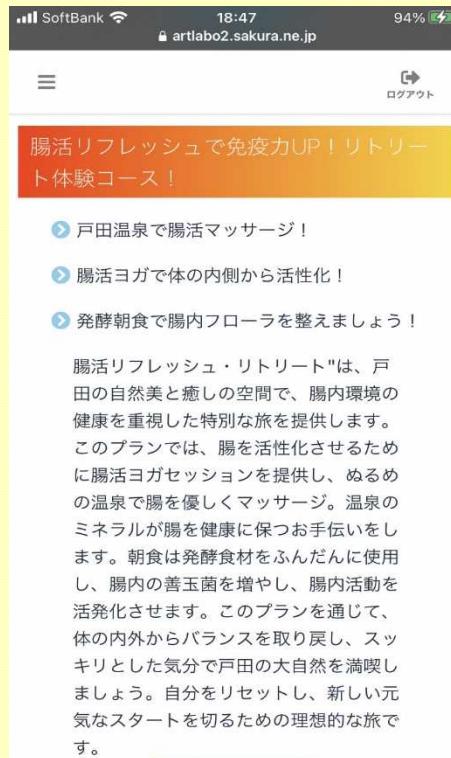 SoftBank 18:47 94%
artlabo2.sakura.ne.jp
ログアウト
腸活リフレッシュで免疫力UP！リトリー
ト体験コース！
戸田温泉で腸活マッサージ！
腸活ヨガで体の内側から活性化！
発酵朝食で腸内フローラを整えましょう！
腸活リフレッシュ・リトリート"は、戸
田の自然美と癒しの空間で、腸内環境の
健康を重視した特別な旅を提供します。
このプランでは、腸を活性化させるため
に腸活ヨガセッションを提供し、ぬるめ
の温泉で腸を優しくマッサージ。温泉の
ミネラルが腸を健康に保つお手伝いをし
ます。朝食は発酵食材をふんだんに使用
し、腸内の善玉菌を増やし、腸内活動を
活発化させます。このプランを通じて、
体の内外からバランスを取り戻し、スッ
キリとした気分で戸田の大自然を満喫し
ましょう。自分をリセットし、新しい元
気なスタートを切るための理想的な旅で
す。